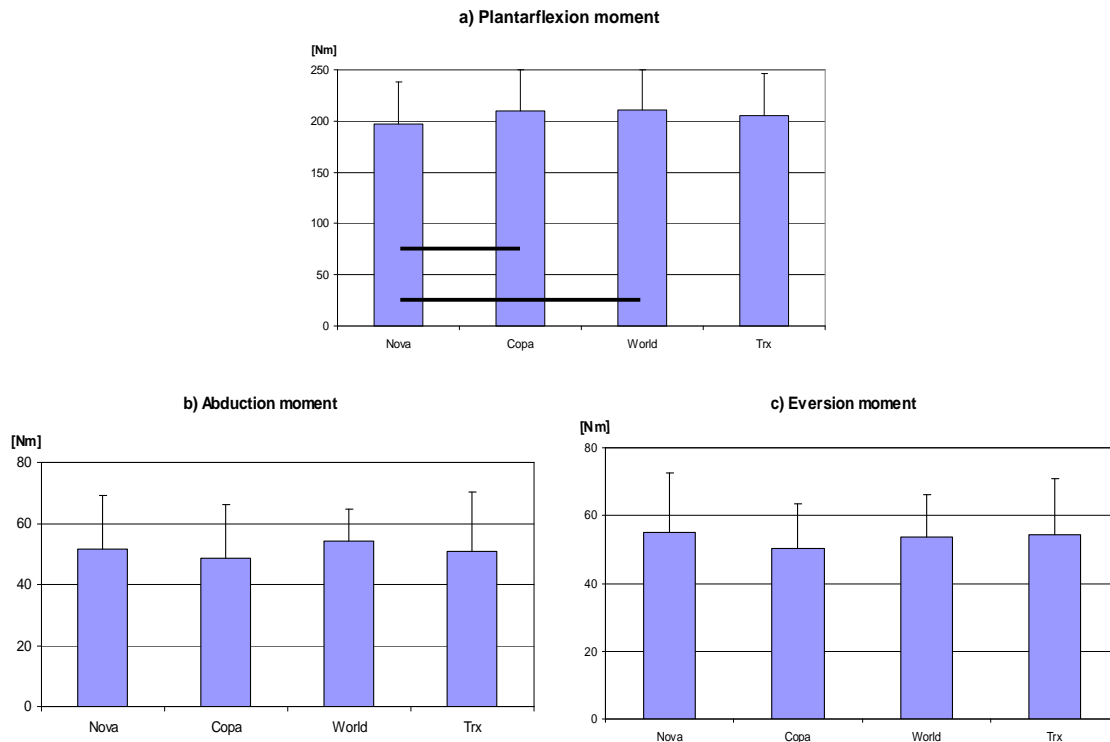 a) Plantarflexion moment
[Nm]
250
200
150
100
50
0
Nova Copa World Trx
b) Abduction moment
[Nm]
80
60
40
20
0
Nova Copa World Trx
c) Eversion moment
[Nm]
80
60
40
20
0
Nova Copa World Trx